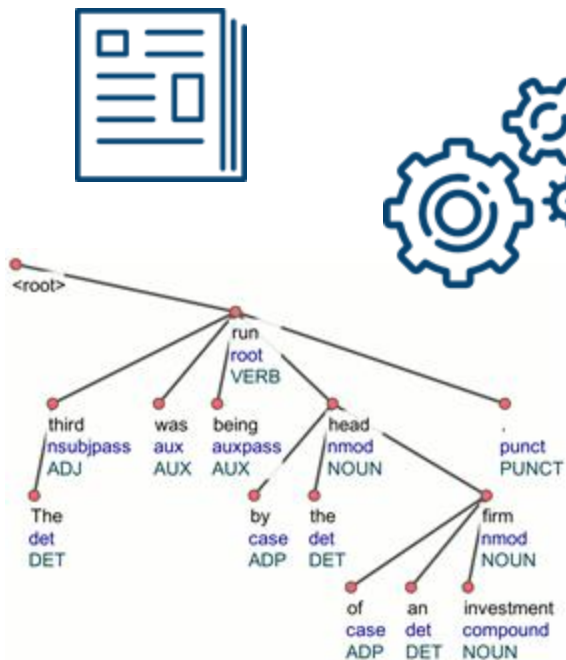 <root>
run
root
VERB
third was being head .
nsubjpass aux auxpass nmod punct
ADJ AUX AUX NOUN PUNCT
The by the firm
det case det nmod
DET ADP DET NOUN
of an investment
case det compound
ADP DET NOUN